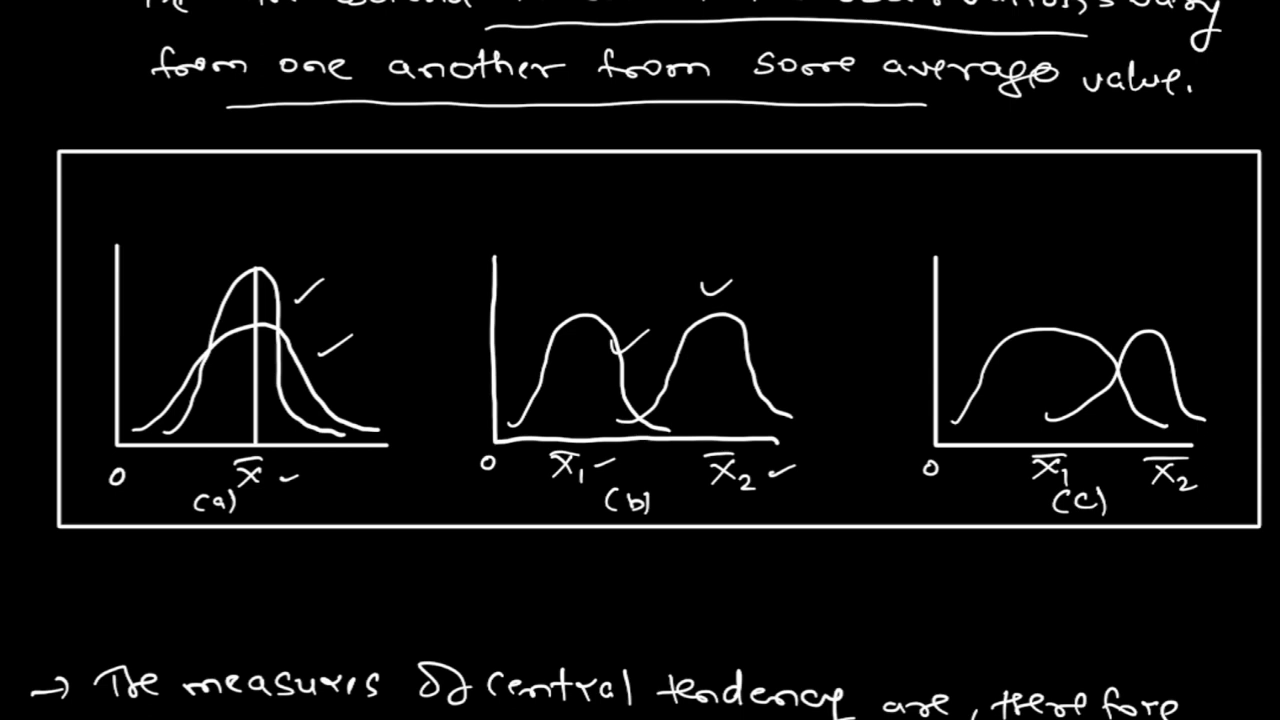 vary
from one another from some average value.
0 x̄ (a)
0 x̄1 x̄2 (b)
0 x̄1 x̄2 (c)
→ The measures of central tendency are, therefore